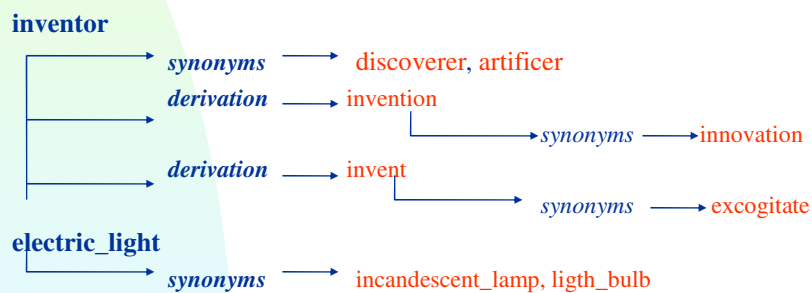 inventor
synonyms discoverer, artificer
derivation invention
synonyms innovation
derivation invent
synonyms excogitate
electric_light
synonyms incandescent_lamp, ligth_bulb